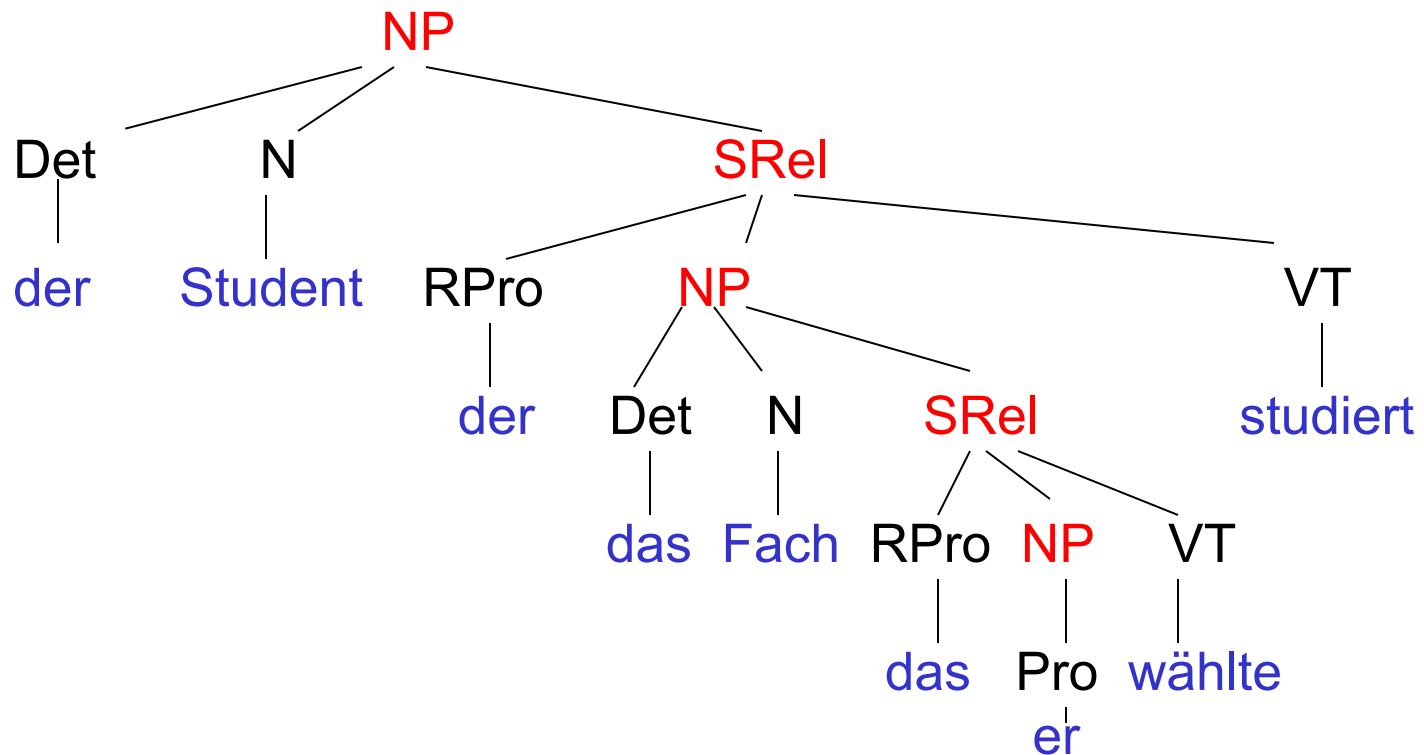 NP
Det N SRel
der Student RPro NP VT
der Det N SRel studiert
das Fach RPro NP VT
das Pro wählte
er